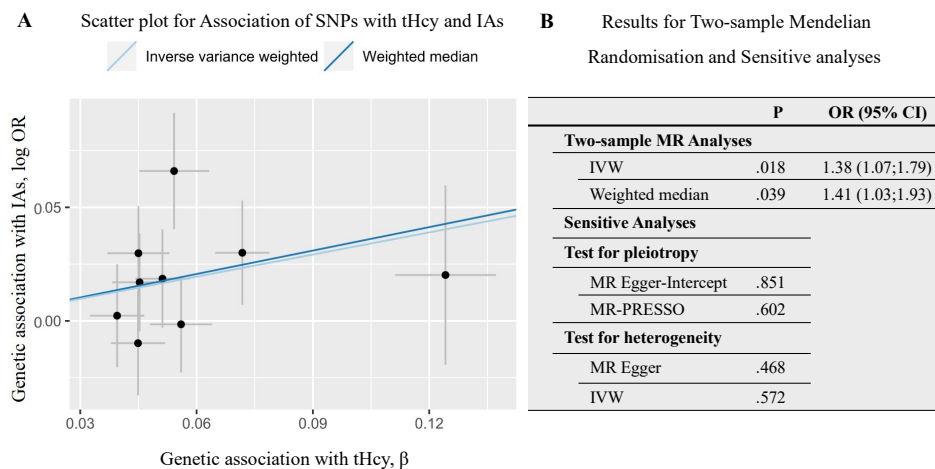 A
Scatter plot for Association of SNPs with tHcy and IAs
Inverse variance weighted
Weighted median
Genetic association with IAs, log OR
0.05
0.00
0.03
0.06
0.09
0.12
Genetic association with tHcy, β
B
Results for Two-sample Mendelian
Randomisation and Sensitive analyses
P OR (95% CI)
Two-sample MR Analyses
IVW .018 1.38 (1.07;1.79)
Weighted median .039 1.41 (1.03;1.93)
Sensitive Analyses
Test for pleiotropy
MR Egger-Intercept .851
MR-PRESSO .602
Test for heterogeneity
MR Egger .468
IVW .572